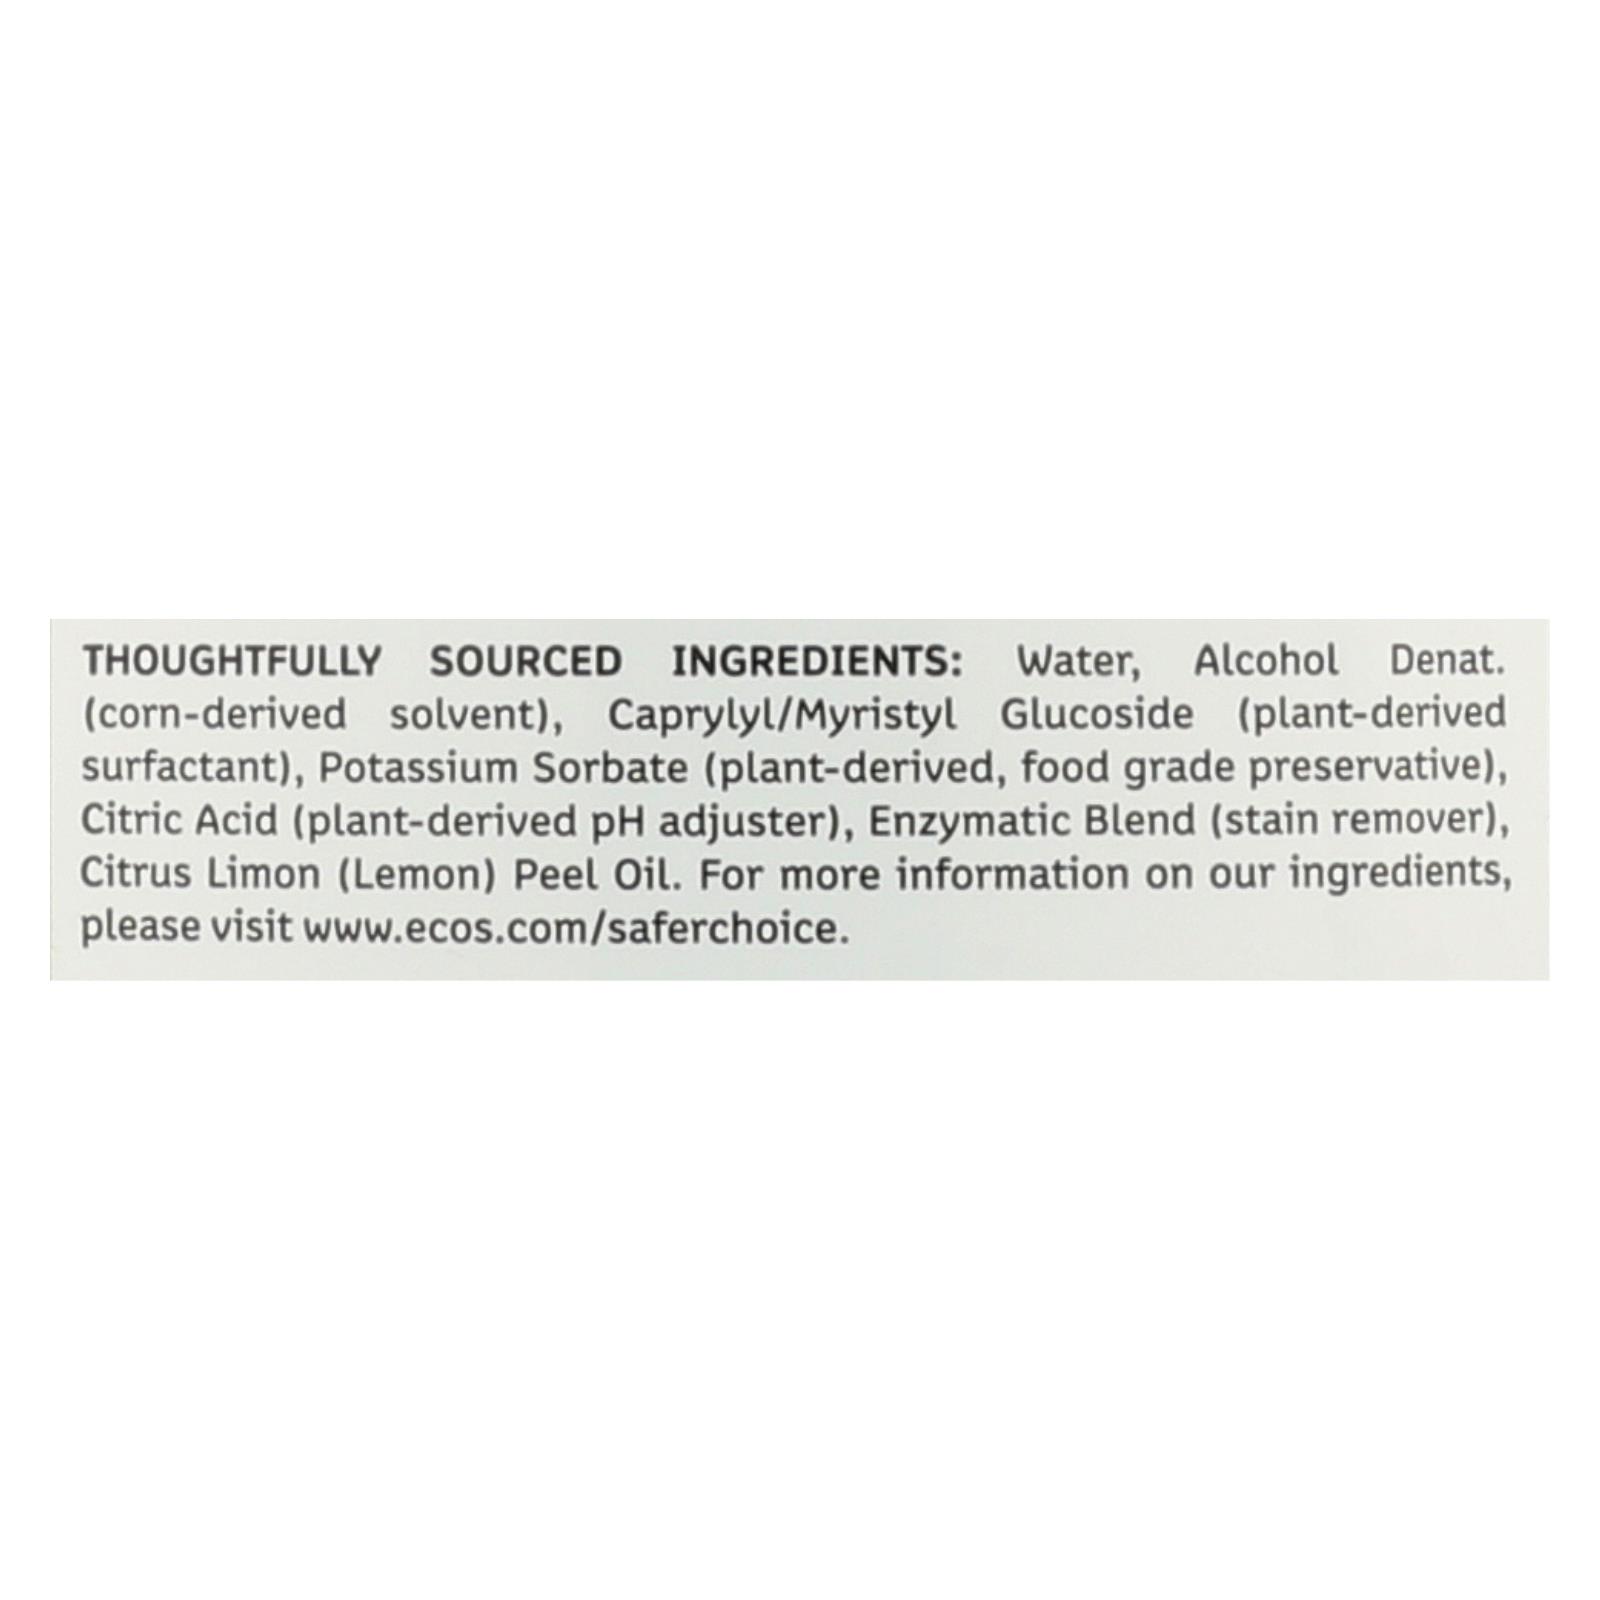 THOUGHTFULLY SOURCED INGREDIENTS: Water, Alcohol Denat.
(corn-derived solvent), Caprylyl/Myristyl Glucoside (plant-derived
surfactant), Potassium Sorbate (plant-derived, food grade preservative),
Citric Acid (plant-derived pH adjuster), Enzymatic Blend (stain remover),
Citrus Limon (Lemon) Peel Oil. For more information on our ingredients,
please visit www.ecos.com/saferchoice.